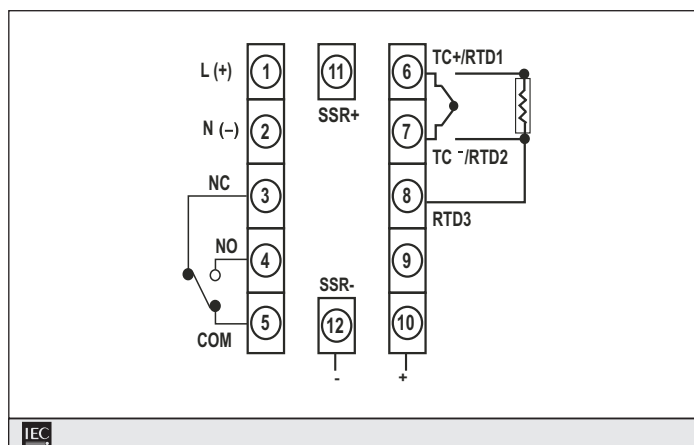 L (+)
1
11
6
TC+/RTD1
SSR+
N (–)
2
7
TC -/RTD2
NC
3
8
RTD3
NO
4
9
SSR-
COM
5
12
10
-
+
IEC